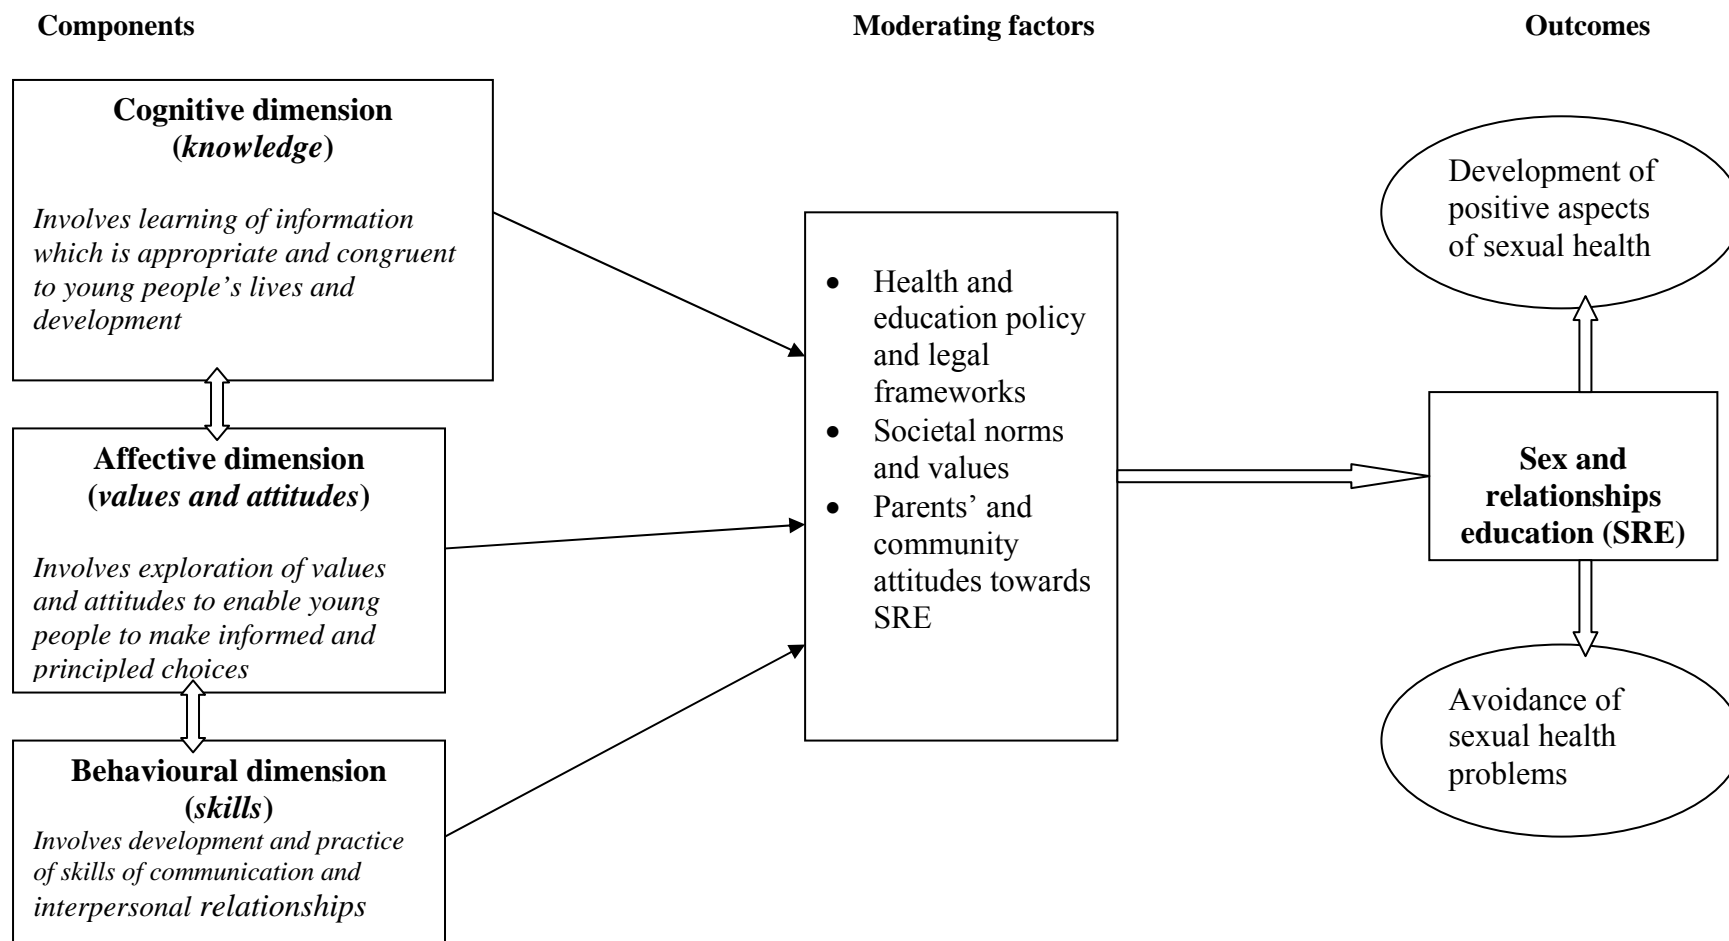 Components
Moderating factors
Outcomes
Cognitive dimension
(knowledge)
Involves learning of information
which is appropriate and congruent
to young people’s lives and
development
Affective dimension
(values and attitudes)
Involves exploration of values
and attitudes to enable young
people to make informed and
principled choices
Behavioural dimension
(skills)
Involves development and practice
of skills of communication and
interpersonal relationships
• Health and
education policy
and legal
frameworks
• Societal norms
and values
• Parents’ and
community
attitudes towards
SRE
Development of
positive aspects
of sexual health
Sex and
relationships
education (SRE)
Avoidance of
sexual health
problems